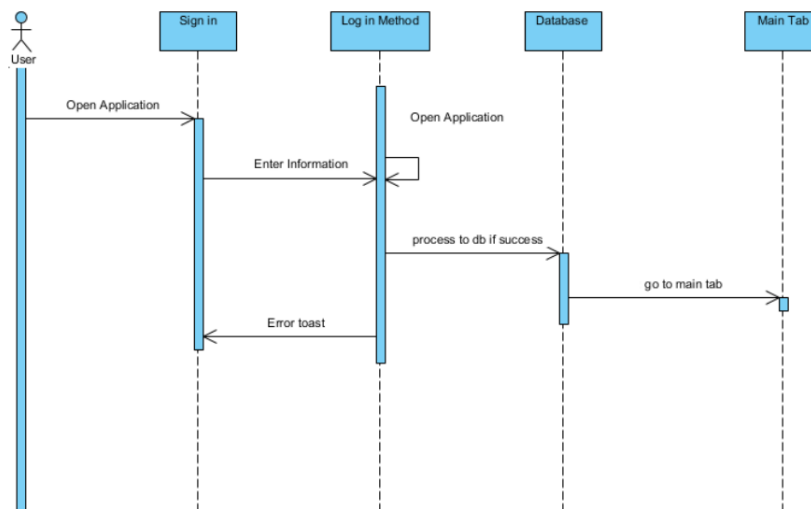 Sign in
Log in Method
Database
Main Tab
User
Open Application
Open Application
Enter Information
process to db if success
go to main tab
Error toast